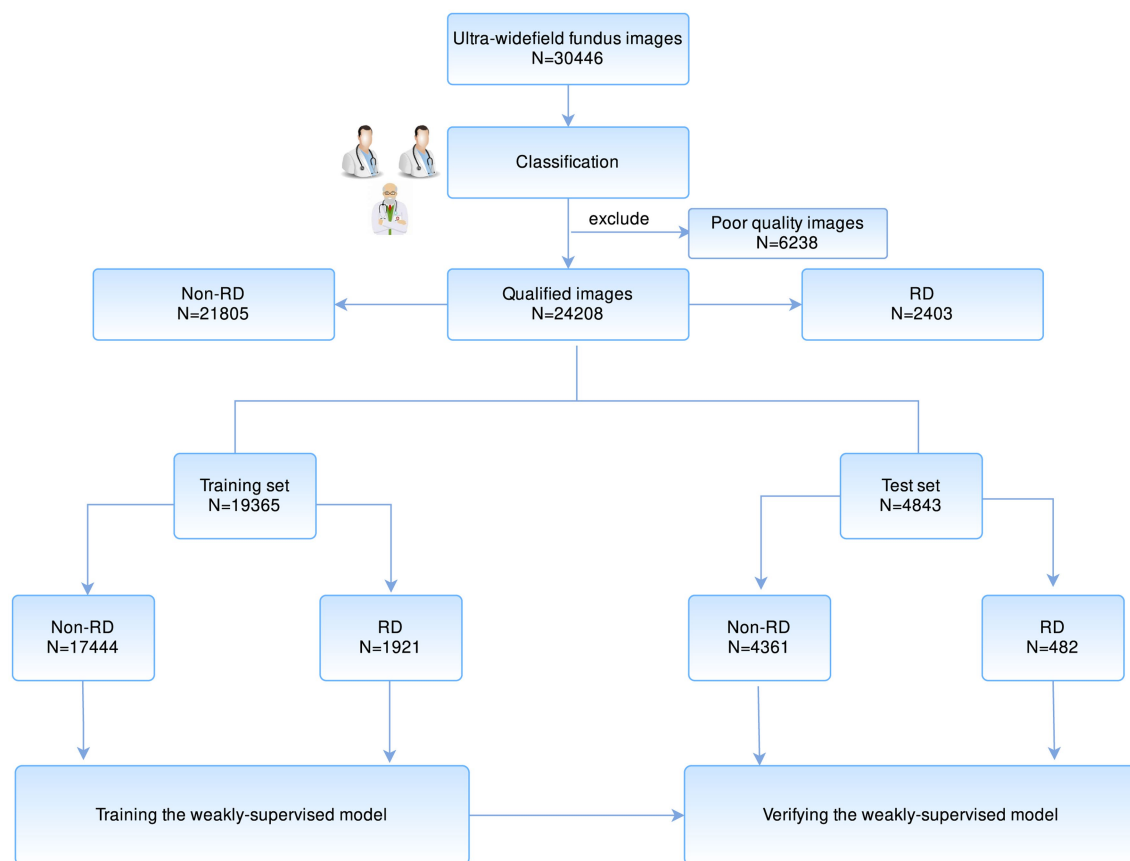 Ultra-widefield fundus images
N=30446
Classification
exclude
Poor quality images
N=6238
Non-RD
N=21805
Qualified images
N=24208
RD
N=2403
Training set
N=19365
Test set
N=4843
Non-RD
N=17444
RD
N=1921
Non-RD
N=4361
RD
N=482
Training the weakly-supervised model
Verifying the weakly-supervised model